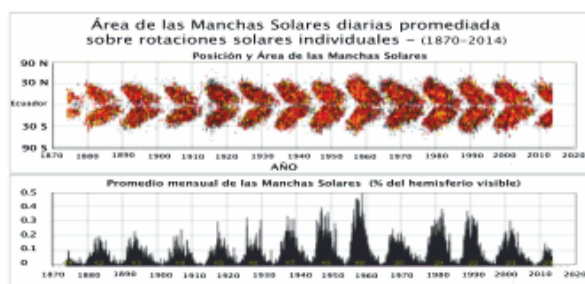 Área de las Manchas Solares diarias promediada
sobre rotaciones solares individuales – (1870-2014)
Posición y Área de las Manchas Solares
90 N
30 N
Ecuador
30 S
90 S
1870 1880 1890 1900 1910 1920 1930 1940 1950 1960 1970 1980 1990 2000 2010 2020
AÑO
Promedio mensual de las Manchas Solares (% del hemisferio visible)
0.5
0.4
0.3
0.2
0.1
0
1870 1880 1890 1900 1910 1920 1930 1940 1950 1960 1970 1980 1990 2000 2010 2020